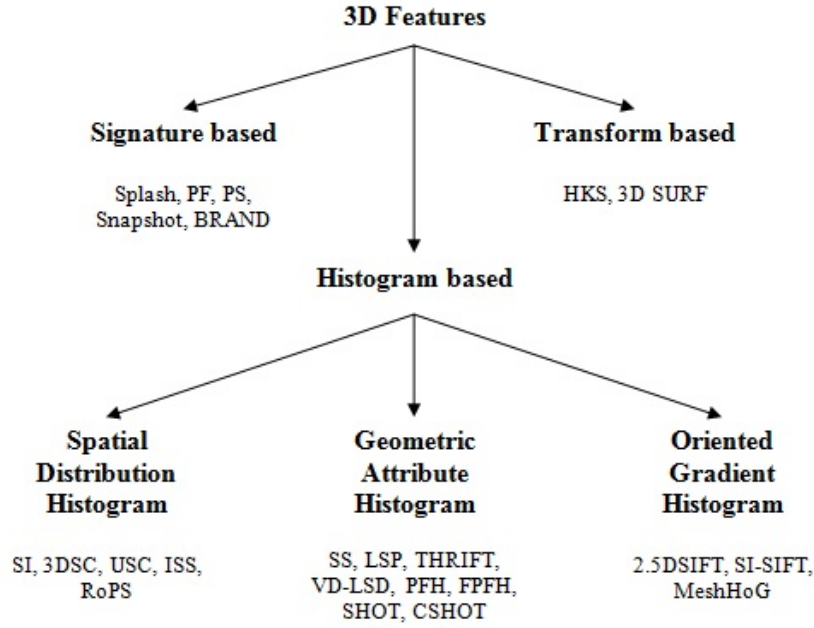 3D Features
Signature based
Transform based
Splash, PF, PS,
Snapshot, BRAND
HKS, 3D SURF
Histogram based
Spatial
Distribution
Histogram
Geometric
Attribute
Histogram
Oriented
Gradient
Histogram
SI, 3DSC, USC, ISS,
RoPS
SS, LSP, THRIFT,
VD-LSD, PFH, FPFH,
SHOT, CSHOT
2.5DSIFT, SI-SIFT,
MeshHoG